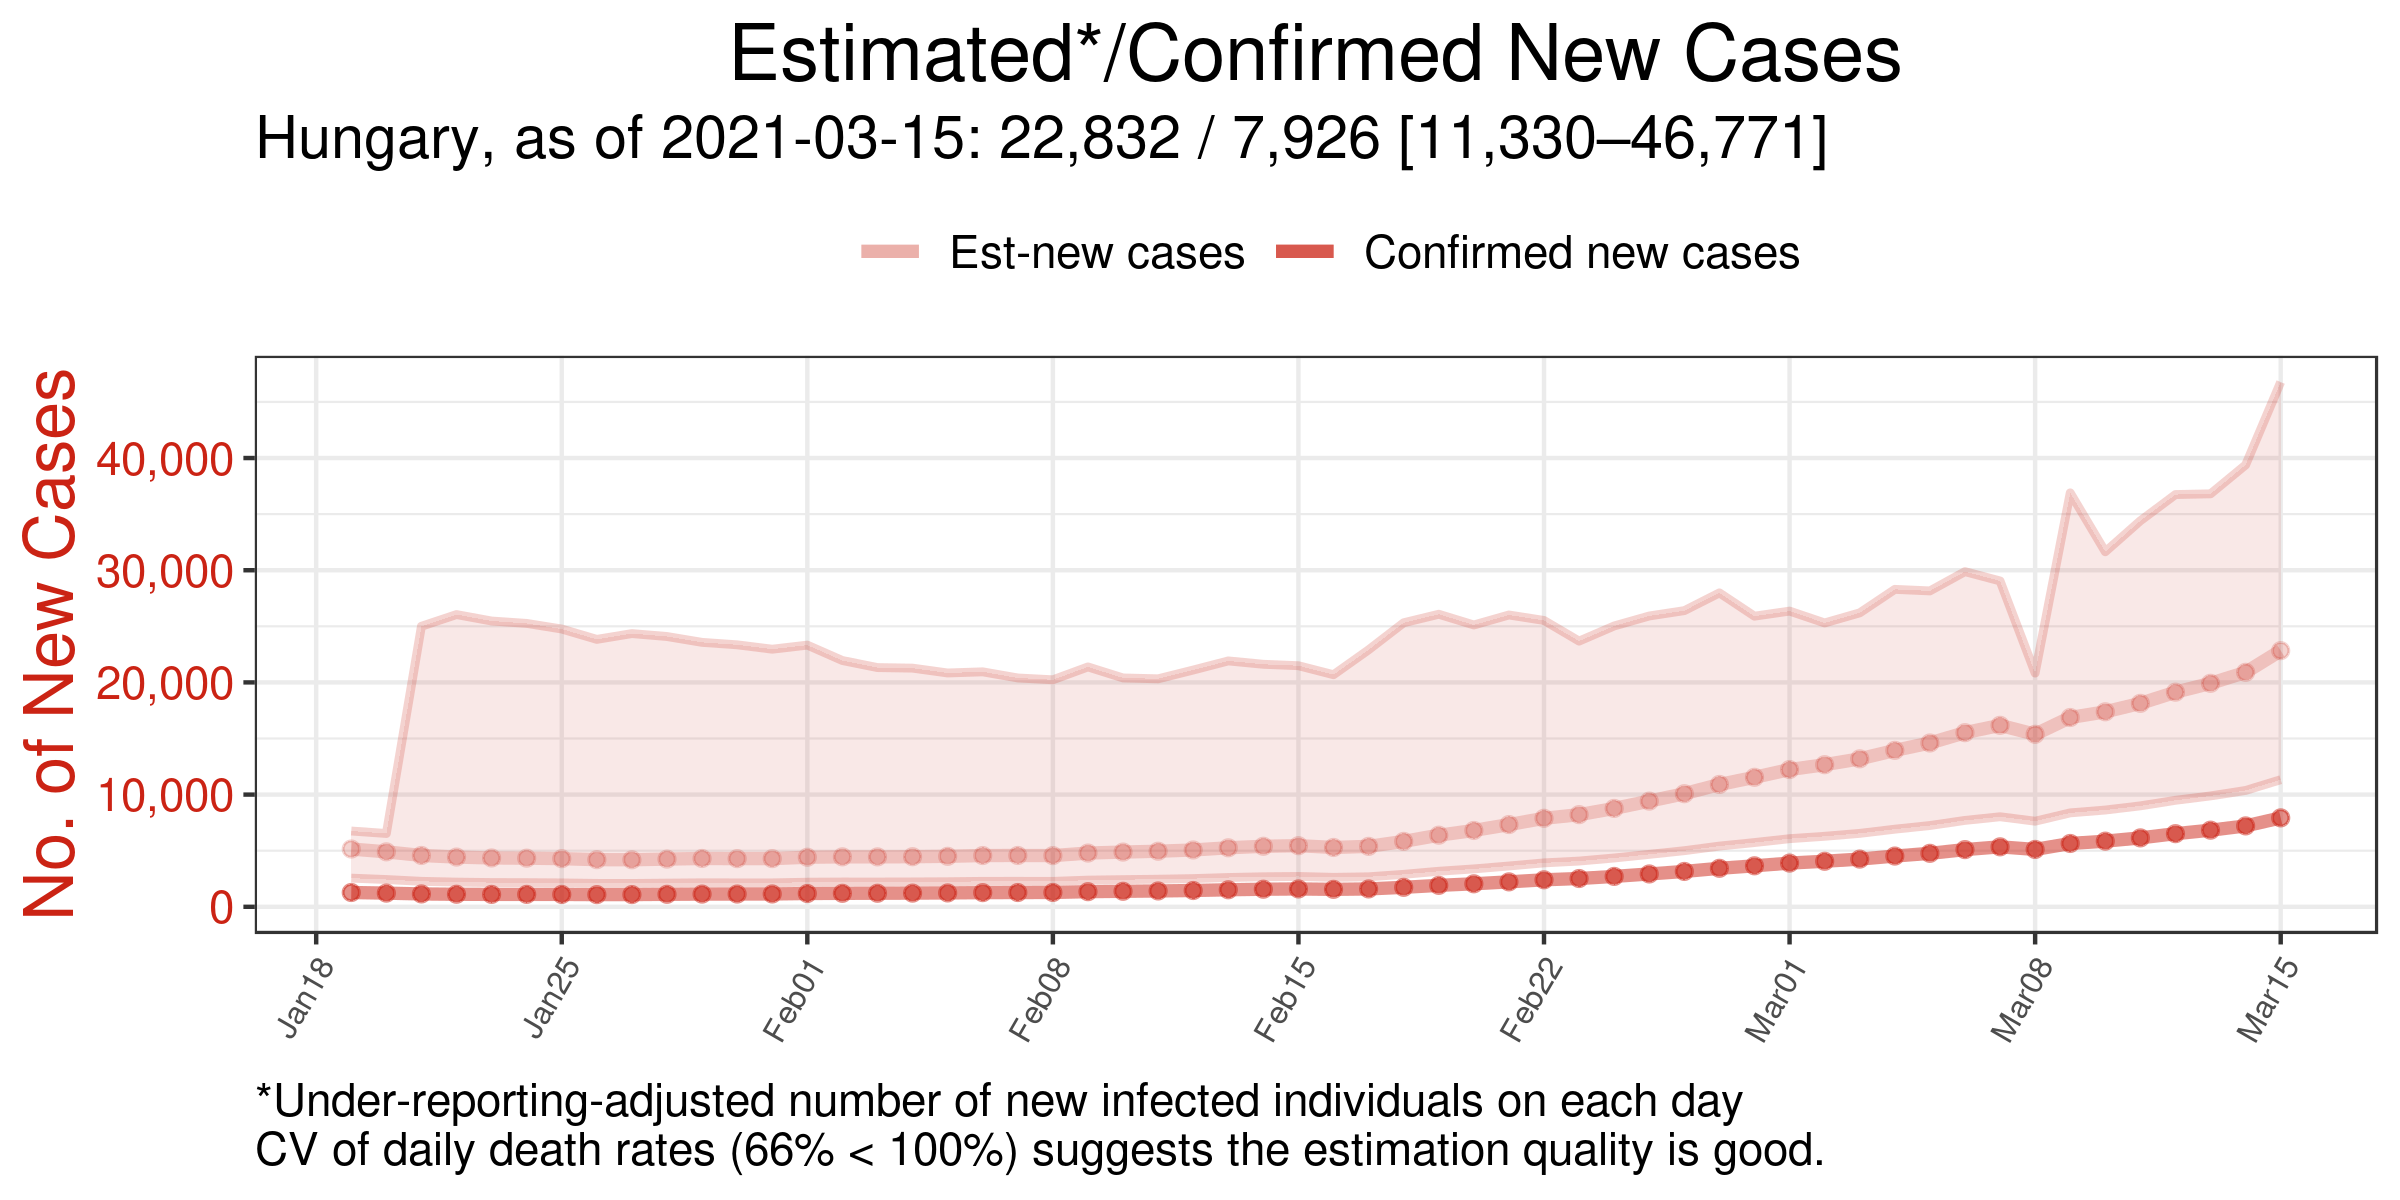 Estimated*/Confirmed New Cases
Hungary, as of 2021-03-15: 22,832 / 7,926 [11,330–46,771]
Est-new cases
Confirmed new cases
No. of New Cases
40,000
30,000
20,000
10,000
0
Jan18
Jan25
Feb01
Feb08
Feb15
Feb22
Mar01
Mar08
Mar15
*Under-reporting-adjusted number of new infected individuals on each day
CV of daily death rates (66% < 100%) suggests the estimation quality is good.